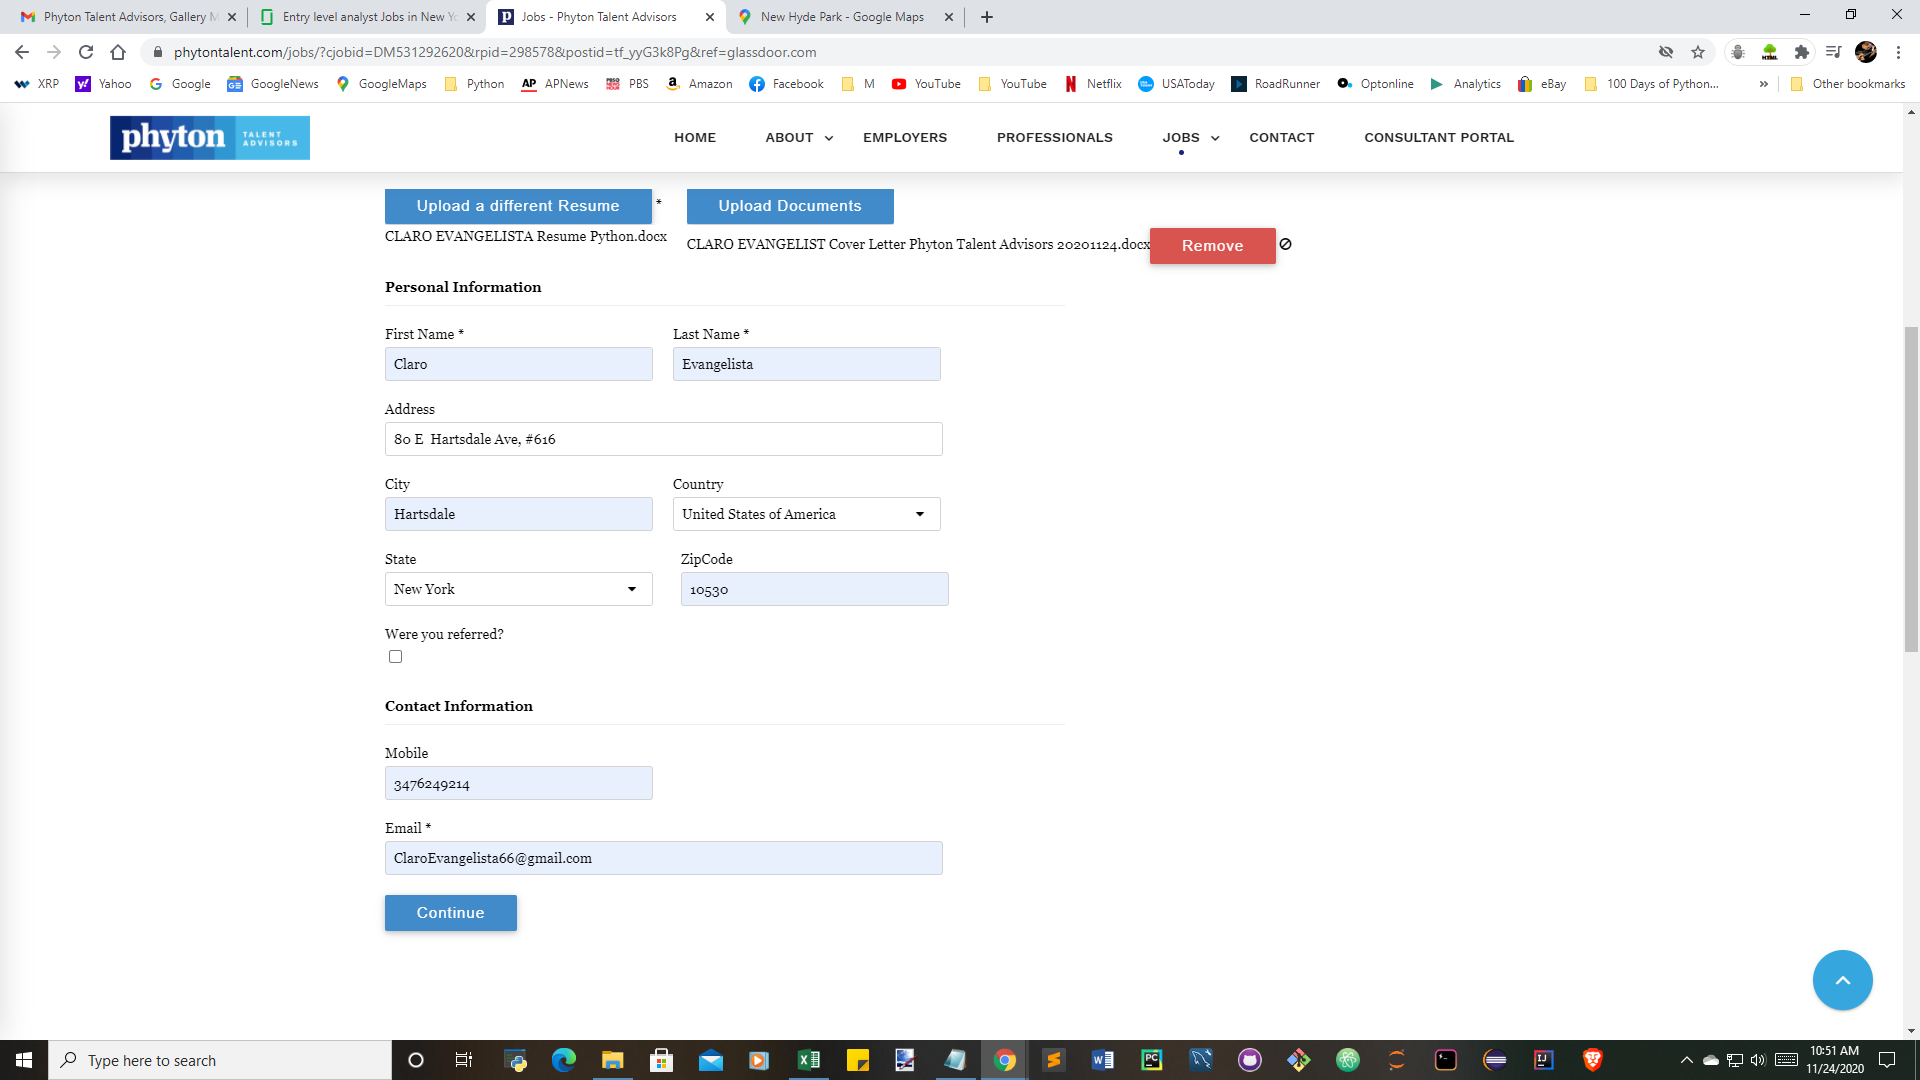 Phyton Talent Advisors, Gallery M
Entry level analyst Jobs in New Yo
Jobs - Phyton Talent Advisors
New Hyde Park - Google Maps
phytontalent.com/jobs/?cjobid=DM531292620&rpid=298578&postid=tf_yyG3k8Pg&ref=glassdoor.com
XRP Yahoo Google GoogleNews GoogleMaps Python APNews PBS Amazon Facebook M YouTube YouTube Netflix USAToday RoadRunner Optonline Analytics eBay 100 Days of Python... » Other bookmarks
phyton TALENT ADVISORS
HOME ABOUT EMPLOYERS PROFESSIONALS JOBS CONTACT CONSULTANT PORTAL
Upload a different Resume * Upload Documents
CLARO EVANGELISTA Resume Python.docx
CLARO EVANGELIST Cover Letter Phyton Talent Advisors 20201124.docx Remove
Personal Information
First Name * Last Name *
Claro Evangelista
Address
80 E  Hartsdale Ave, #616
City Country
Hartsdale United States of America
State ZipCode
New York 10530
Were you referred?
Contact Information
Mobile
3476249214
Email *
ClaroEvangelista66@gmail.com
Continue
Type here to search
10:51 AM
11/24/2020